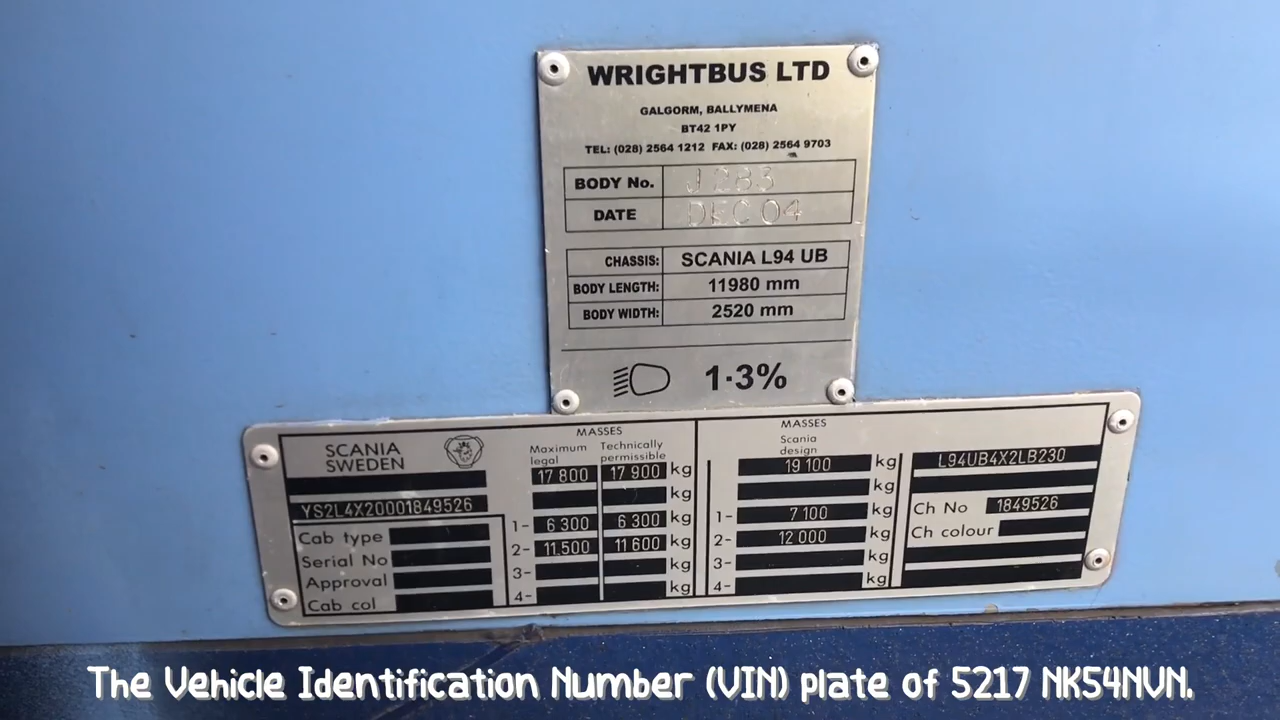 WRIGHTBUS LTD
GALGORM, BALLYMENA
BT42 1PY
TEL: (028) 2564 1212 FAX: (028) 2564 9703
BODY No. J283
DATE DEC 04
CHASSIS: SCANIA L94 UB
BODY LENGTH: 11980 mm
BODY WIDTH: 2520 mm
1·3%
SCANIA
SWEDEN
YS2L4X20001849526
Cab type
Serial No
Approval
Cab col
MASSES
Maximum legal Technically permissible
17 800 17 900 kg
kg
1- 6 300 6 300 kg
2- 11.500 11 600 kg
3- kg
4- kg
MASSES
Scania
design
19 100 kg
kg
1- 7 100 kg
2- 12 000 kg
3- kg
4- kg
L94UB4X2LB230
Ch No 1849526
Ch colour
The Vehicle Identification Number (VIN) plate of 5217 NK54NVN.